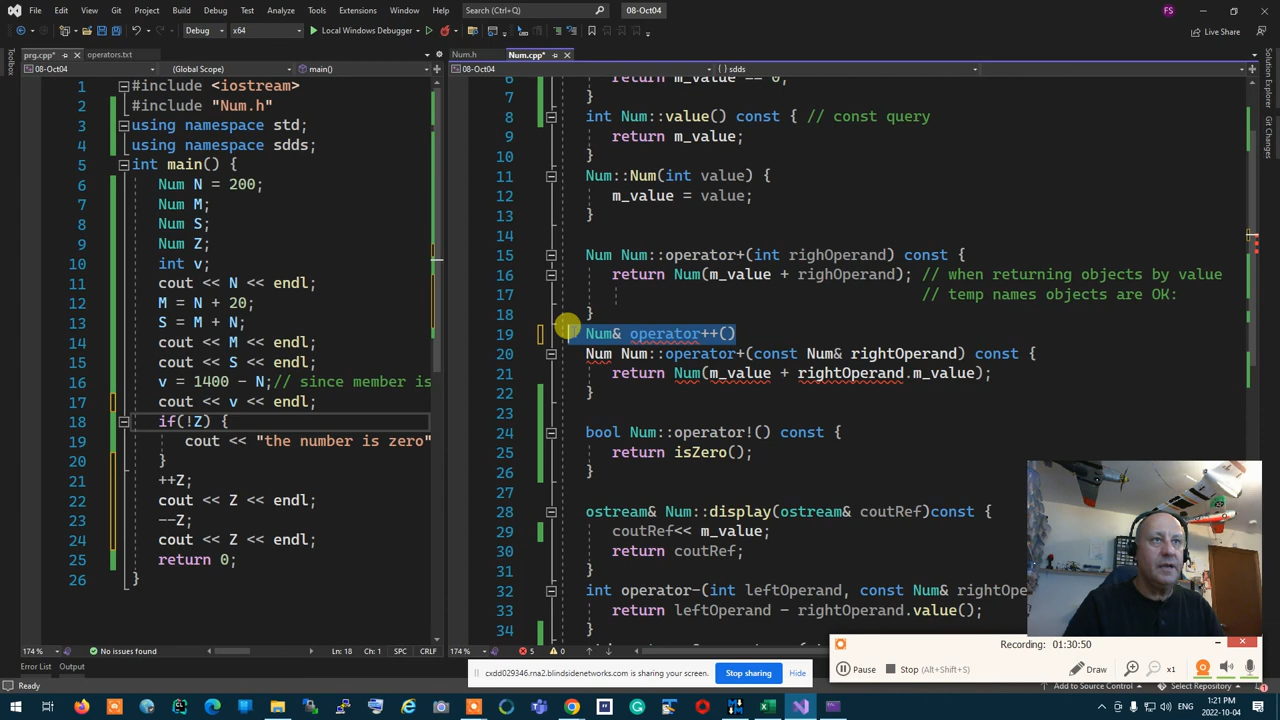 File Edit View Git Project Build Debug Test Analyze Tools Extensions Window Help Search (Ctrl+Q) 08-Oct04 FS
Debug x64 Local Windows Debugger Live Share
Toolbox
prg.cpp* operators.txt
08-Oct04 (Global Scope) main()
1 #include <iostream>
2 #include "Num.h"
3 using namespace std;
4 using namespace sdds;
5 int main() {
6 Num N = 200;
7 Num M;
8 Num S;
9 Num Z;
10 int v;
11 cout << N << endl;
12 M = N + 20;
13 S = M + N;
14 cout << M << endl;
15 cout << S << endl;
16 v = 1400 - N;// since member is
17 cout << v << endl;
18 if(!Z) {
19 cout << "the number is zero"
20 }
21 ++Z;
22 cout << Z << endl;
23 --Z;
24 cout << Z << endl;
25 return 0;
26 }
174 % No issues found Ln: 18 Ch: 1 SPC CRLF
Num.h Num.cpp*
08-Oct04 sdds
6 return m_value == 0;
7 }
8 int Num::value() const { // const query
9 return m_value;
10 }
11 Num::Num(int value) {
12 m_value = value;
13 }
14
15 Num Num::operator+(int righOperand) const {
16 return Num(m_value + righOperand); // when returning objects by value
17 // temp names objects are OK:
18 }
19 Num& operator++()
20 Num Num::operator+(const Num& rightOperand) const {
21 return Num(m_value + rightOperand.m_value);
22 }
23
24 bool Num::operator!() const {
25 return isZero();
26 }
27
28 ostream& Num::display(ostream& coutRef)const {
29 coutRef<< m_value;
30 return coutRef;
31 }
32 int operator-(int leftOperand, const Num& rightOpe
33 return leftOperand - rightOperand.value();
34 }
174 % 5 0
Solution Explorer
Git Changes
Recording: 01:30:50
Pause Stop (Alt+Shift+S) Draw x1
cxdd029346.rna2.blindsidenetworks.com is sharing your screen. Stop sharing Hide
Error List Output
Ready Add to Source Control Select Repository
ENG 1:21 PM
2022-10-04